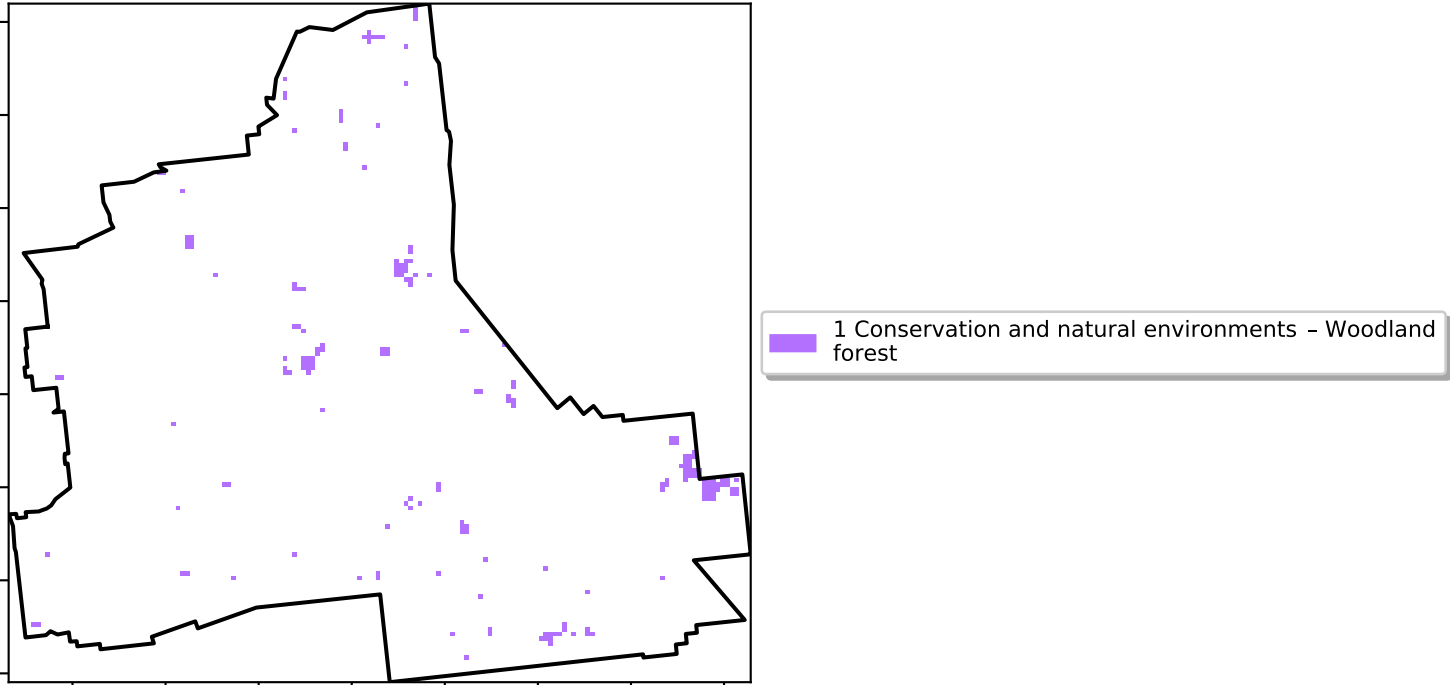 1 Conservation and natural environments – Woodland
forest